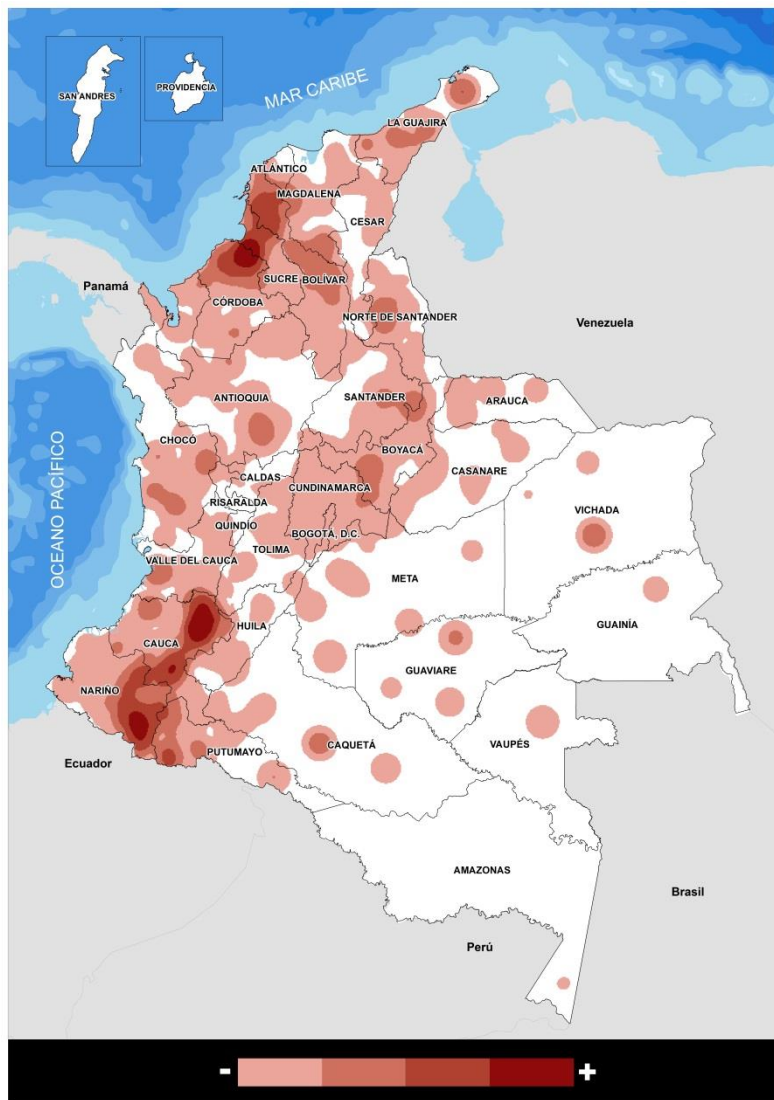 SAN ANDRES
PROVIDENCIA
MAR CARIBE
LA GUAJIRA
ATLÁNTICO
MAGDALENA
CESAR
Panamá
SUCRE
BOLÍVAR
CÓRDOBA
NORTE DE SANTANDER
Venezuela
ANTIOQUIA
SANTANDER
ARAUCA
CHOCÓ
BOYACÁ
CASANARE
CALDAS
CUNDINAMARCA
RISARALDA
VICHADA
OCEANO PACÍFICO
QUINDIO
BOGOTÁ, D.C.
TOLIMA
VALLE DEL CAUCA
META
GUAINÍA
HUILA
CAUCA
GUAVIARE
NARIÑO
PUTUMAYO
CAQUETÁ
VAUPÉS
Ecuador
AMAZONAS
Brasil
Perú
- +